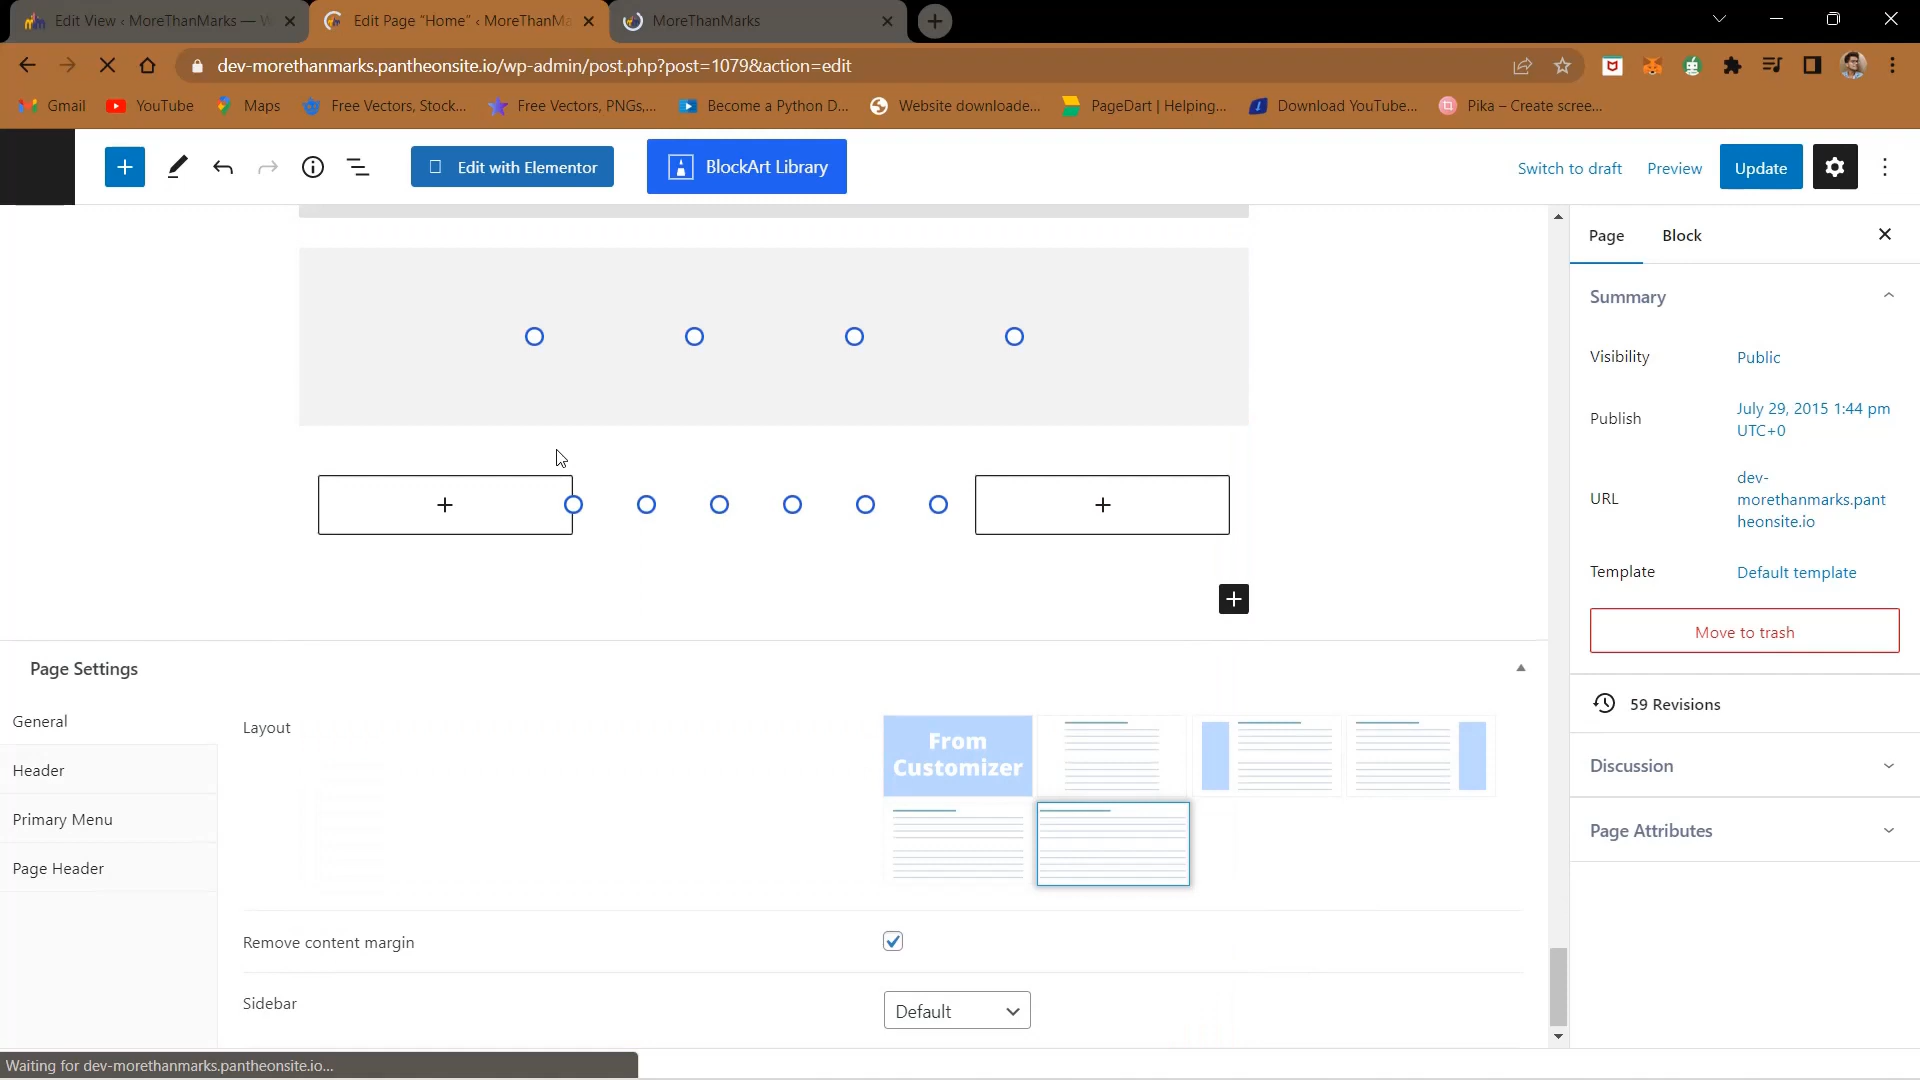 Edit View ‹ MoreThanMarks — W
Edit Page “Home” ‹ MoreThanMa
MoreThanMarks
dev-morethanmarks.pantheonsite.io/wp-admin/post.php?post=1079&action=edit
Gmail
YouTube
Maps
Free Vectors, Stock...
Free Vectors, PNGs,...
Become a Python D...
Website downloade...
PageDart | Helping...
Download YouTube...
Pika – Create scree...
Edit with Elementor
BlockArt Library
Switch to draft
Preview
Update
Page
Block
Summary
Visibility
Public
Publish
July 29, 2015 1:44 pm
UTC+0
URL
dev-
morethanmarks.pant
heonsite.io
Template
Default template
Move to trash
59 Revisions
Discussion
Page Attributes
Page Settings
General
Header
Primary Menu
Page Header
Layout
From
Customizer
Remove content margin
Sidebar
Default
Waiting for dev-morethanmarks.pantheonsite.io...